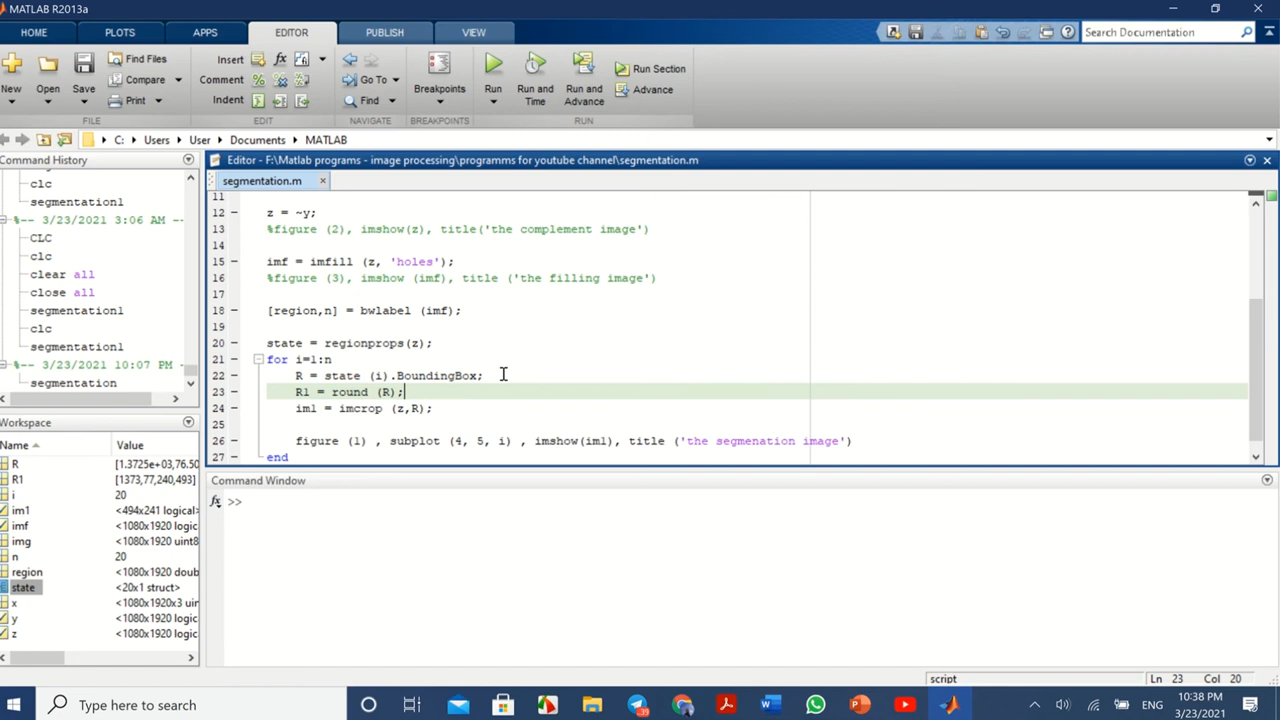 MATLAB R2013a
HOME PLOTS APPS EDITOR PUBLISH VIEW Search Documentation
New Open Save Find Files Compare Print
Insert Comment Indent
Go To Find
Breakpoints
Run Run and Time Run and Advance Run Section Advance
FILE EDIT NAVIGATE BREAKPOINTS RUN
C: Users User Documents MATLAB
Command History
clc
segmentation1
%-- 3/23/2021 3:06 AM --
CLC
clc
clear all
close all
segmentation1
clc
segmentation1
%-- 3/23/2021 10:07 PM --
segmentation
Workspace
Name Value
R [1.3725e+03,76.50
R1 [1373,77,240,493]
i 20
im1 <494x241 logical>
imf <1080x1920 logic
img <1080x1920 uint8
n 20
region <1080x1920 doub
state <20x1 struct>
x <1080x1920x3 uin
y <1080x1920 logic
z <1080x1920 logic
Editor - F:\Matlab programs - image processing\programms for youtube channel\segmentation.m
segmentation.m
11
12 z = ~y;
13 %figure (2), imshow(z), title('the complement image')
14
15 imf = imfill (z, 'holes');
16 %figure (3), imshow (imf), title ('the filling image')
17
18 [region,n] = bwlabel (imf);
19
20 state = regionprops(z);
21 for i=1:n
22 R = state (i).BoundingBox;
23 R1 = round (R);
24 im1 = imcrop (z,R);
25
26 figure (1) , subplot (4, 5, i) , imshow(im1), title ('the segmenation image')
27 end
Command Window
fx >>
script Ln 23 Col 20
Type here to search
ENG
10:38 PM
3/23/2021